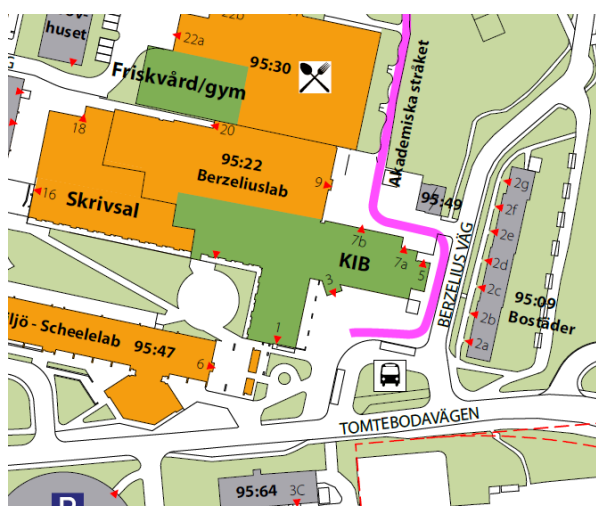 huset
22a
22b
95:30
Friskvård/gym
Akademiska stråket
18
20
95:22
Berzeliuslab
9
16
Skrivsal
95:49
2g
2f
2e
2d
2c
2b
2a
7b
7a
5
KIB
3
1
BERZELIUS VÄG
95:09
Bostäder
ljö - Scheelelab
95:47
6
TOMTEBODAVÄGEN
P
95:64
3C